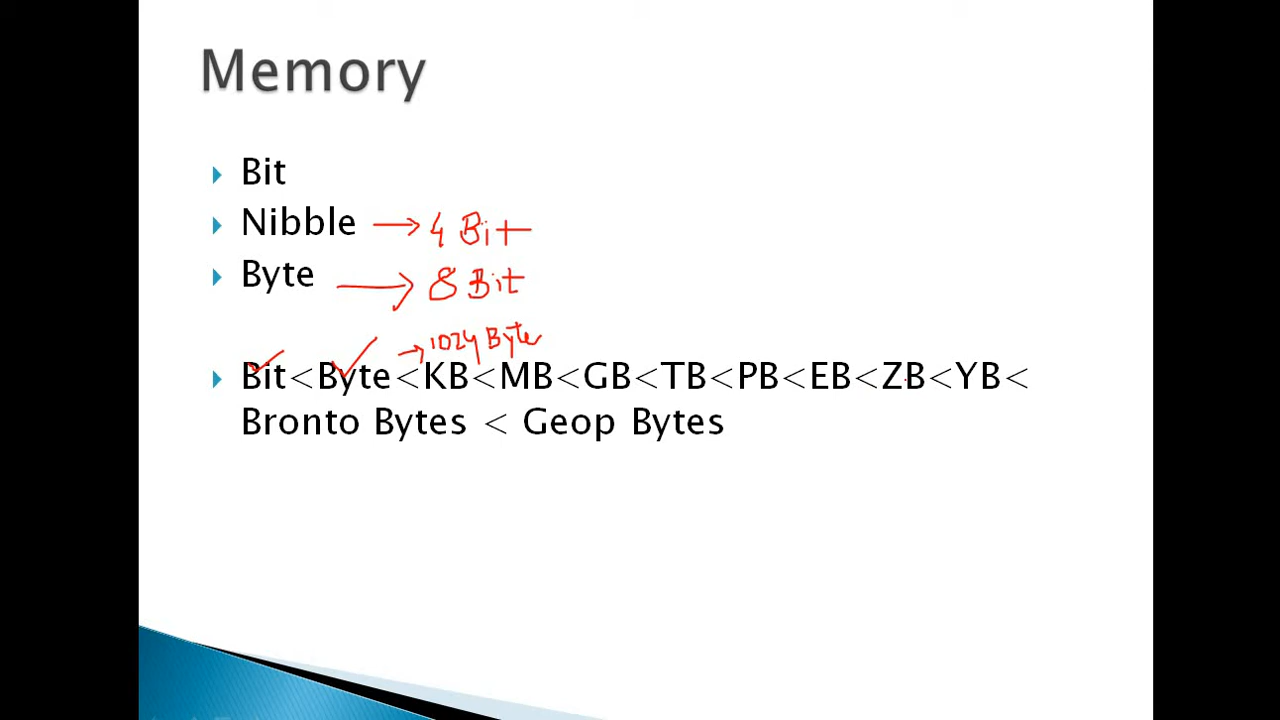 Memory
Bit
Nibble → 4 Bit
Byte → 8 Bit
→ 1024 Byte
Bit<Byte<KB<MB<GB<TB<PB<EB<ZB<YB<
Bronto Bytes < Geop Bytes